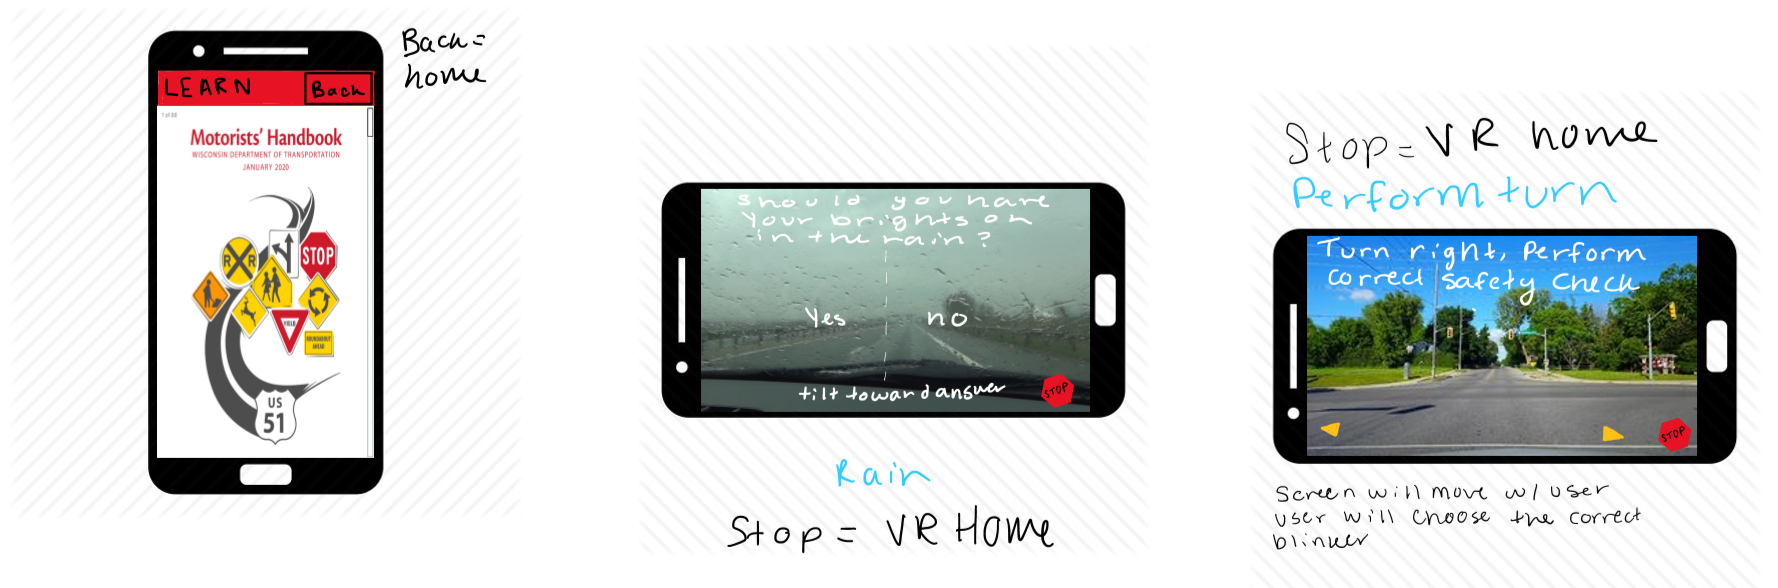 Back =
home
LEARN
Back
1 of 88
Motorists' Handbook
WISCONSIN DEPARTMENT OF TRANSPORTATION
JANUARY 2020
R R
STOP
YIELD
ROUNDABOUT
AHEAD
US
51
should you have
your brights on
in the rain?
Yes
no
tilt toward answer
STOP
Rain
Stop = VR Home
Stop = VR home
Perform turn
Turn right, Perform
correct safety check
STOP
Screen will move w/ user
user will choose the correct
blinker